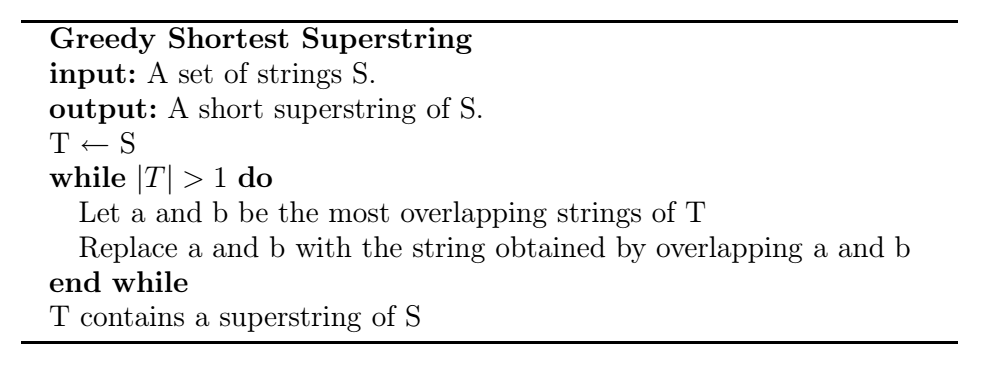 Greedy Shortest Superstring
input: A set of strings S.
output: A short superstring of S.
T ← S
while |T| > 1 do
Let a and b be the most overlapping strings of T
Replace a and b with the string obtained by overlapping a and b
end while
T contains a superstring of S